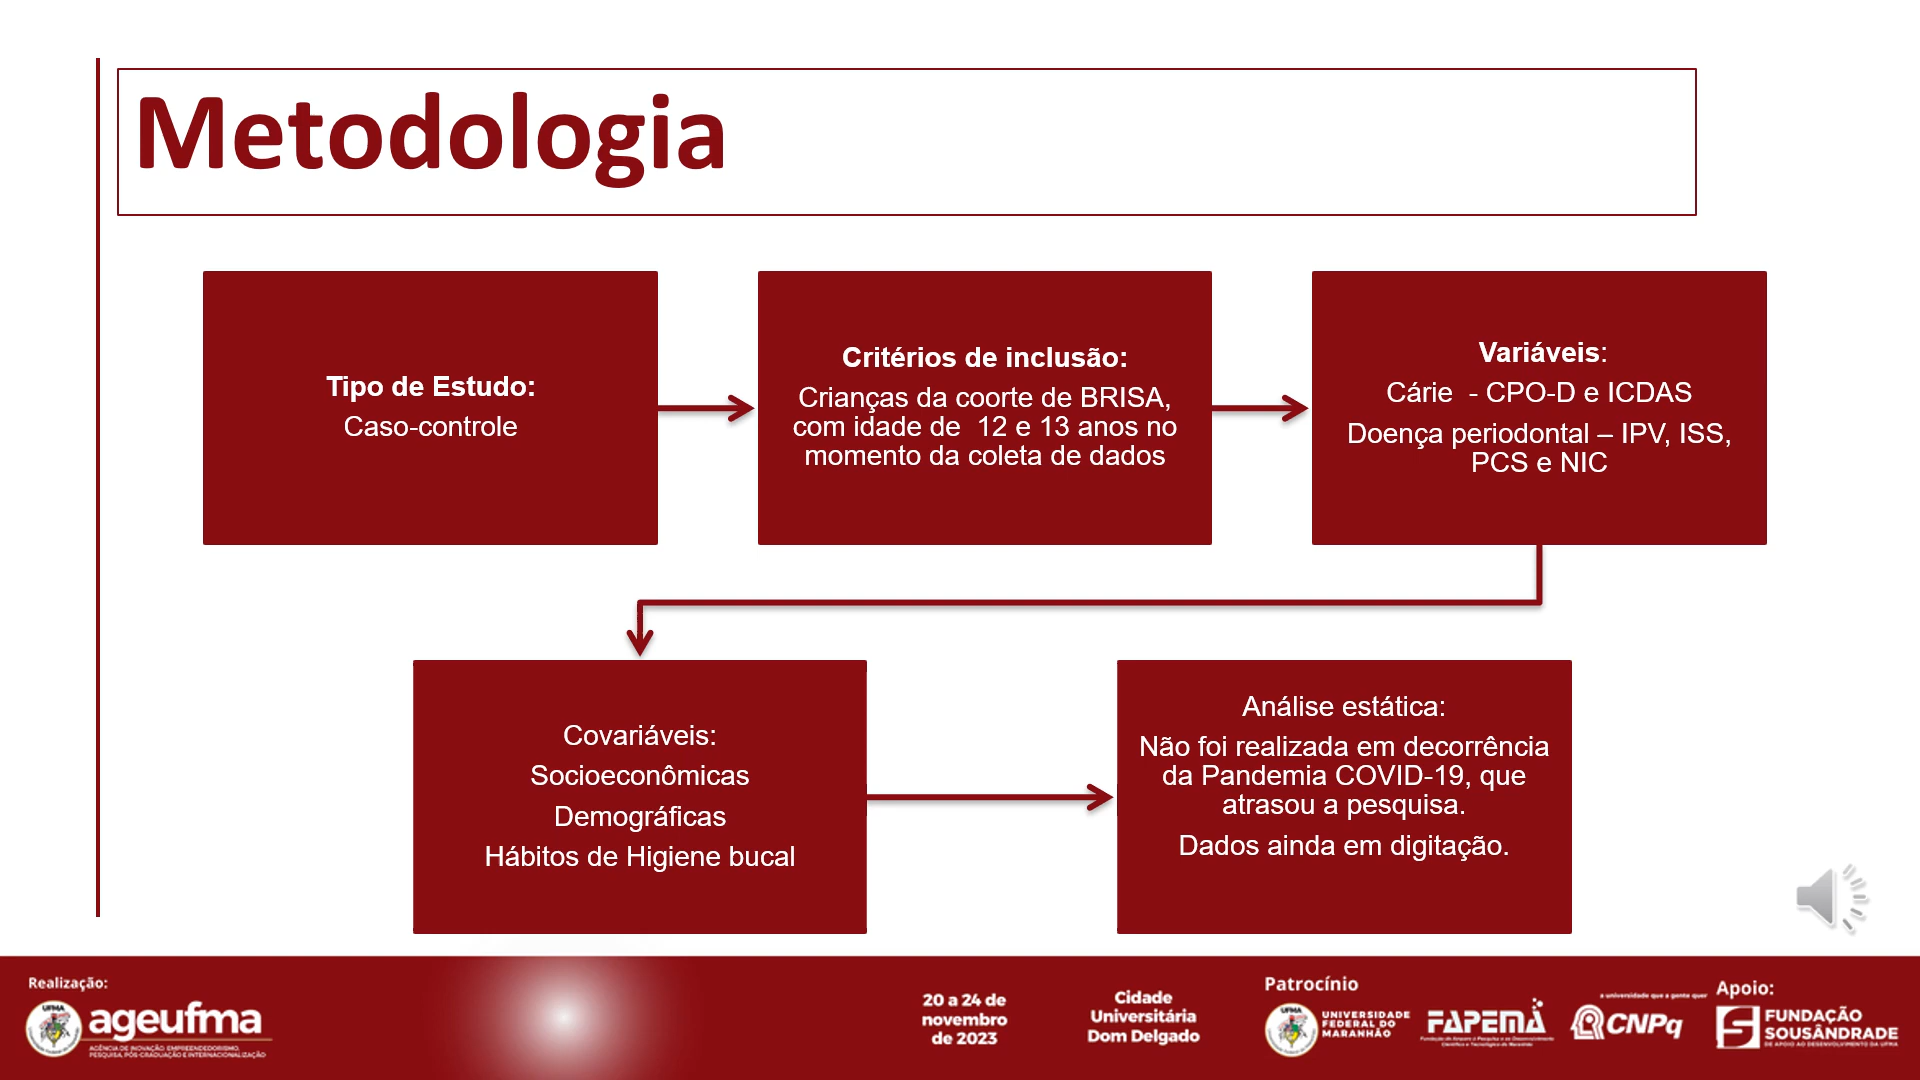 Metodologia
Tipo de Estudo:
Caso-controle
Critérios de inclusão:
Crianças da coorte de BRISA,
com idade de 12 e 13 anos no
momento da coleta de dados
Variáveis:
Cárie - CPO-D e ICDAS
Doença periodontal – IPV, ISS,
PCS e NIC
Covariáveis:
Socioeconômicas
Demográficas
Hábitos de Higiene bucal
Análise estática:
Não foi realizada em decorrência
da Pandemia COVID-19, que
atrasou a pesquisa.
Dados ainda em digitação.
Realização:
UFMA
ageufma
AGÊNCIA DE INOVAÇÃO, EMPREENDEDORISMO,
PESQUISA, PÓS-GRADUAÇÃO E INTERNACIONALIZAÇÃO
20 a 24 de
novembro
de 2023
Cidade
Universitária
Dom Delgado
Patrocínio
UFMA
UNIVERSIDADE
FEDERAL DO
MARANHÃO
FAPEMA
Fundação de Amparo à Pesquisa e ao Desenvolvimento
Científico e Tecnológico do Maranhão
CNPq
a universidade que a gente quer
Apoio:
FUNDAÇÃO
SOUSÂNDRADE
DE APOIO AO DESENVOLVIMENTO DA UFMA